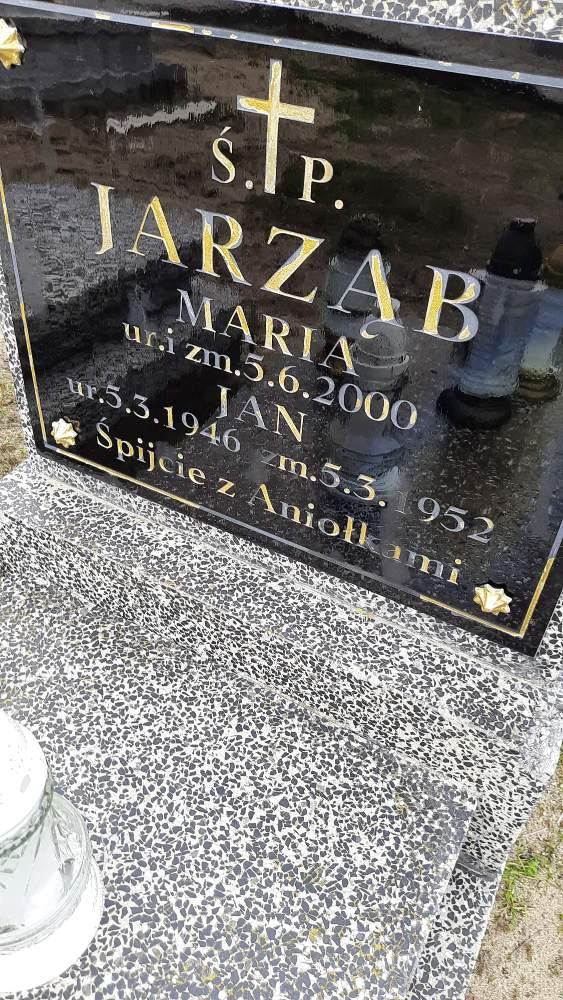 Ś. P.
JARZĄB
MARIA
ur.i zm.5.6.2000
JAN
ur.5.3.1946 zm.5.3.1952
Śpijcie z Aniołkami